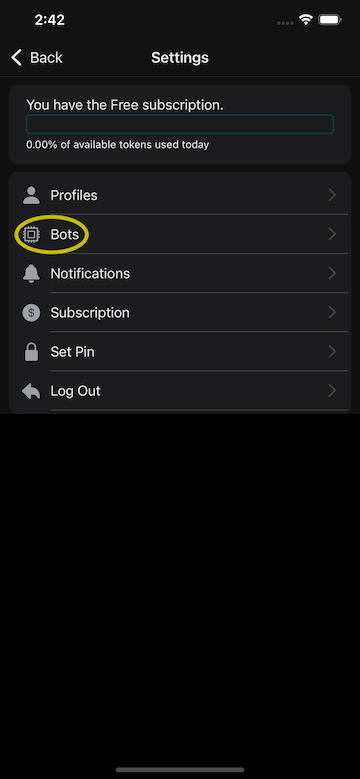 2:42
Back
Settings
You have the Free subscription.
0.00% of available tokens used today
Profiles
Bots
Notifications
$ Subscription
Set Pin
Log Out